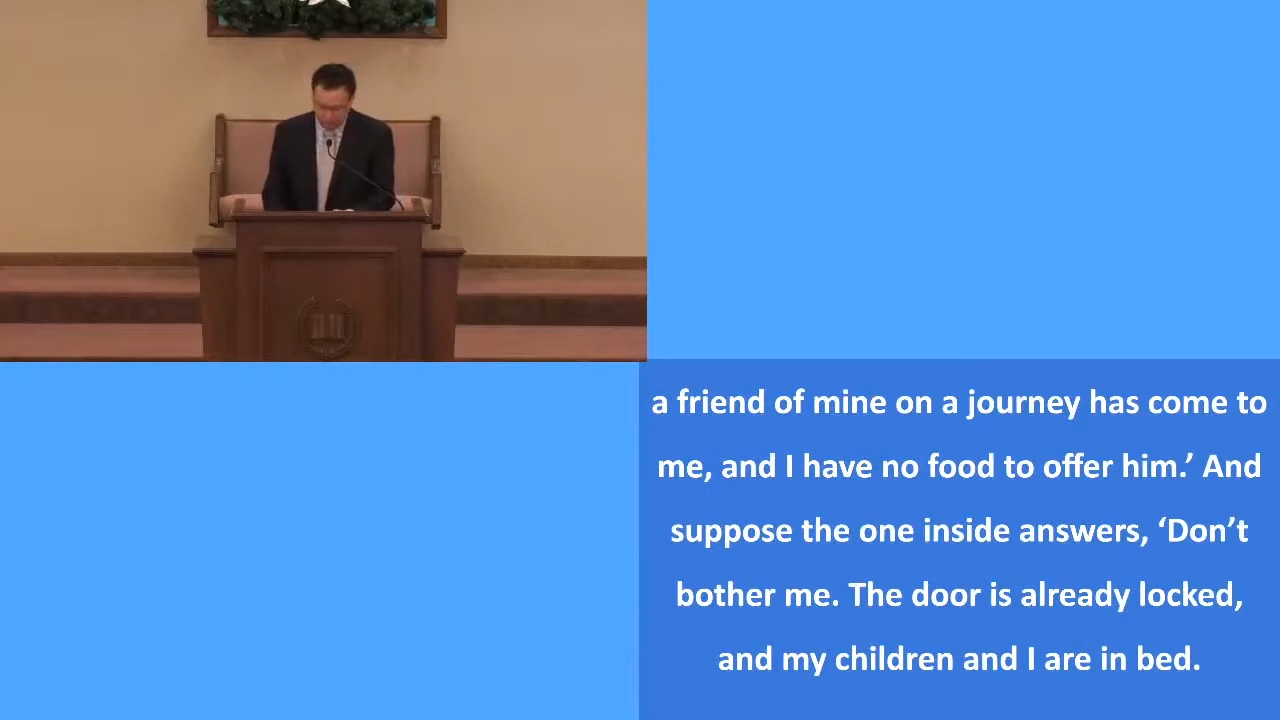 a friend of mine on a journey has come to
me, and I have no food to offer him.’ And
suppose the one inside answers, ‘Don’t
bother me. The door is already locked,
and my children and I are in bed.